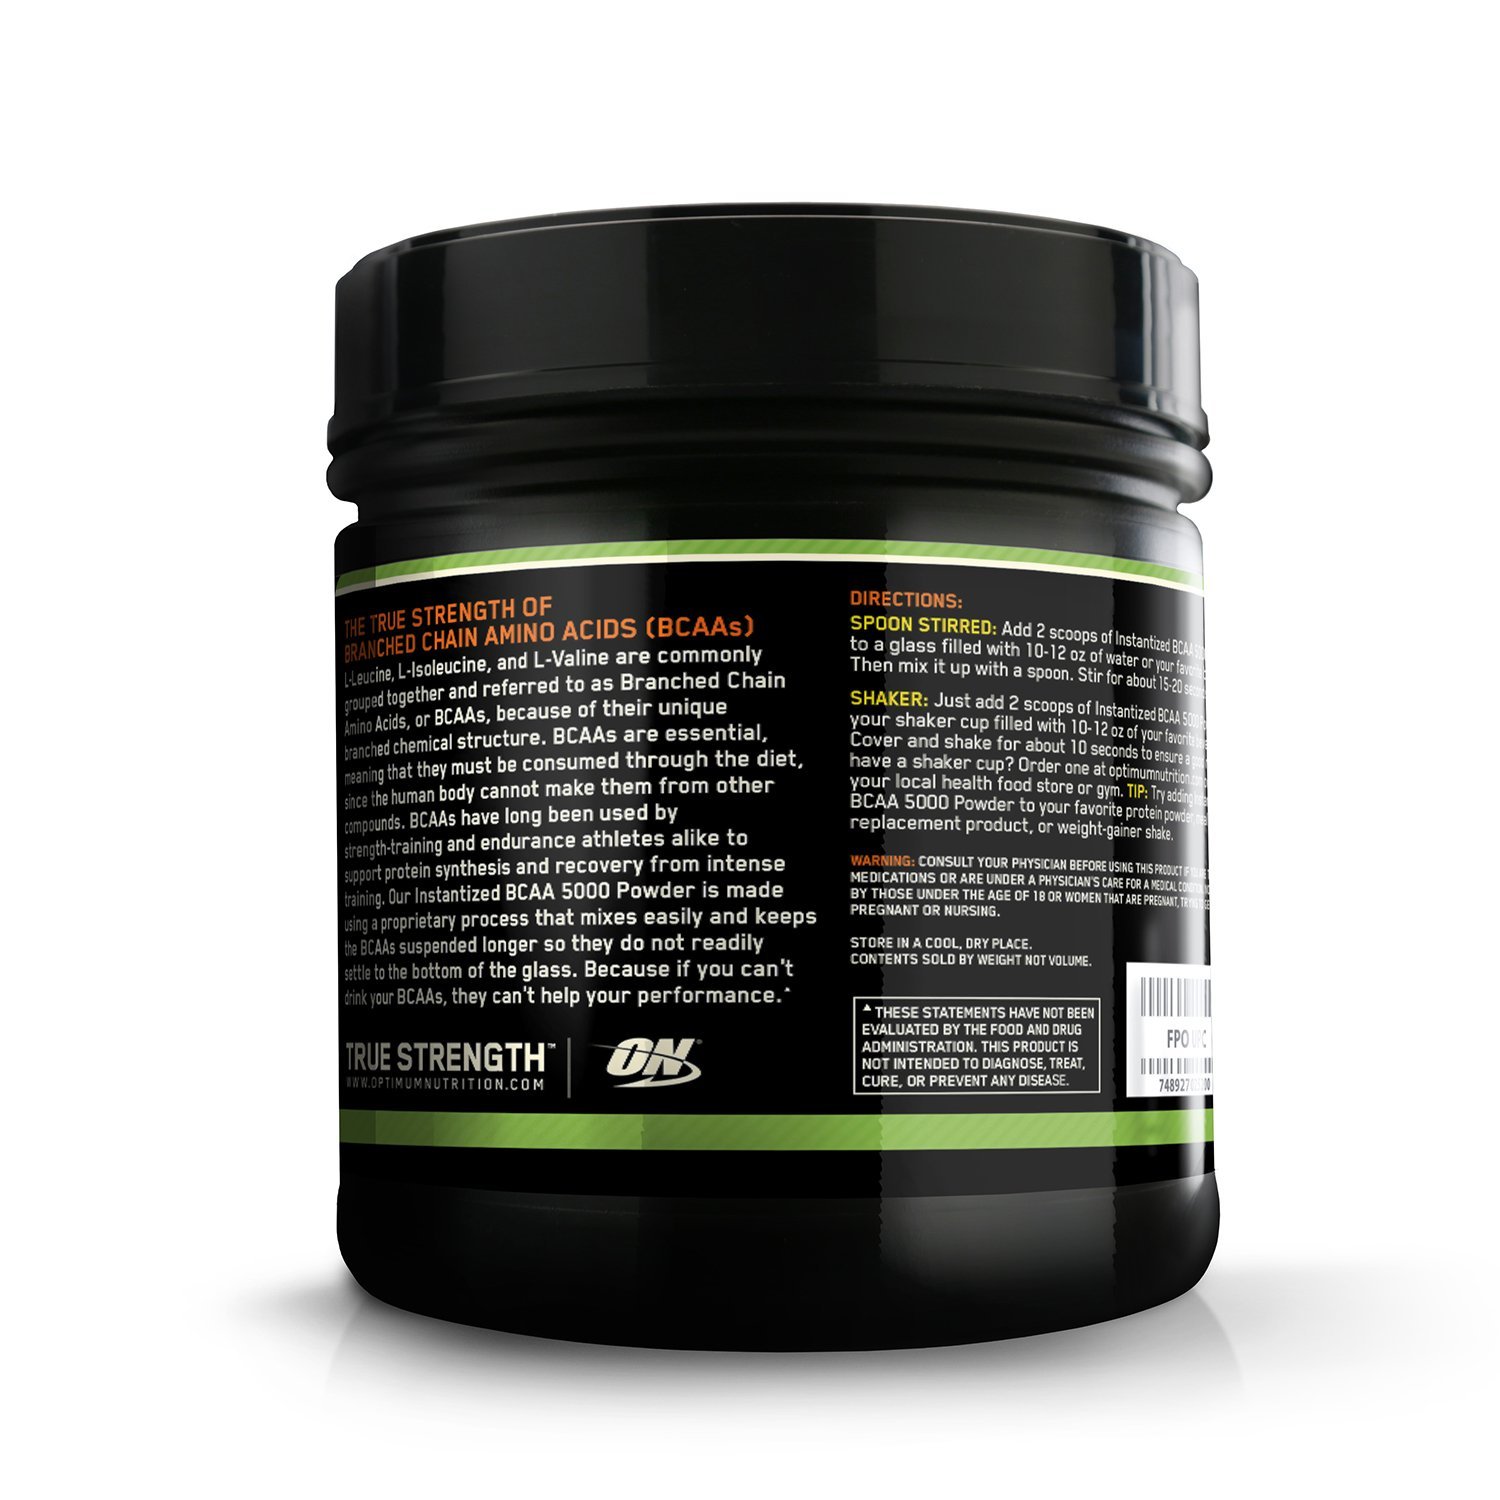 THE TRUE STRENGTH OF
BRANCHED CHAIN AMINO ACIDS (BCAAs)
L-Leucine, L-Isoleucine, and L-Valine are commonly
grouped together and referred to as Branched Chain
Amino Acids, or BCAAs, because of their unique
branched chemical structure. BCAAs are essential,
meaning that they must be consumed through the diet,
since the human body cannot make them from other
compounds. BCAAs have long been used by
strength-training and endurance athletes alike to
support protein synthesis and recovery from intense
training. Our Instantized BCAA 5000 Powder is made
using a proprietary process that mixes easily and keeps
the BCAAs suspended longer so they do not readily
settle to the bottom of the glass. Because if you can't
drink your BCAAs, they can't help your performance.▲
TRUE STRENGTH™
WWW.OPTIMUMNUTRITION.COM
ON®
DIRECTIONS:
SPOON STIRRED: Add 2 scoops of Instantized BCAA
to a glass filled with 10-12 oz of water or your
Then mix it up with a spoon. Stir for about 15-20
SHAKER: Just add 2 scoops of Instantized BCAA 5000
your shaker cup filled with 10-12 oz of your favorite
Cover and shake for about 10 seconds to ensure a
have a shaker cup? Order one at optimumnutrition.com
your local health food store or gym. TIP: Try adding
BCAA 5000 Powder to your favorite protein powder,
replacement product, or weight-gainer shake.
WARNING: CONSULT YOUR PHYSICIAN BEFORE USING THIS PRODUCT IF YOU
MEDICATIONS OR ARE UNDER A PHYSICIAN'S CARE FOR A MEDICAL
BY THOSE UNDER THE AGE OF 18 OR WOMEN THAT ARE PREGNANT,
PREGNANT OR NURSING.
STORE IN A COOL, DRY PLACE.
CONTENTS SOLD BY WEIGHT NOT VOLUME.
▲ THESE STATEMENTS HAVE NOT BEEN
EVALUATED BY THE FOOD AND DRUG
ADMINISTRATION. THIS PRODUCT IS
NOT INTENDED TO DIAGNOSE, TREAT,
CURE, OR PREVENT ANY DISEASE.
FPO UPC